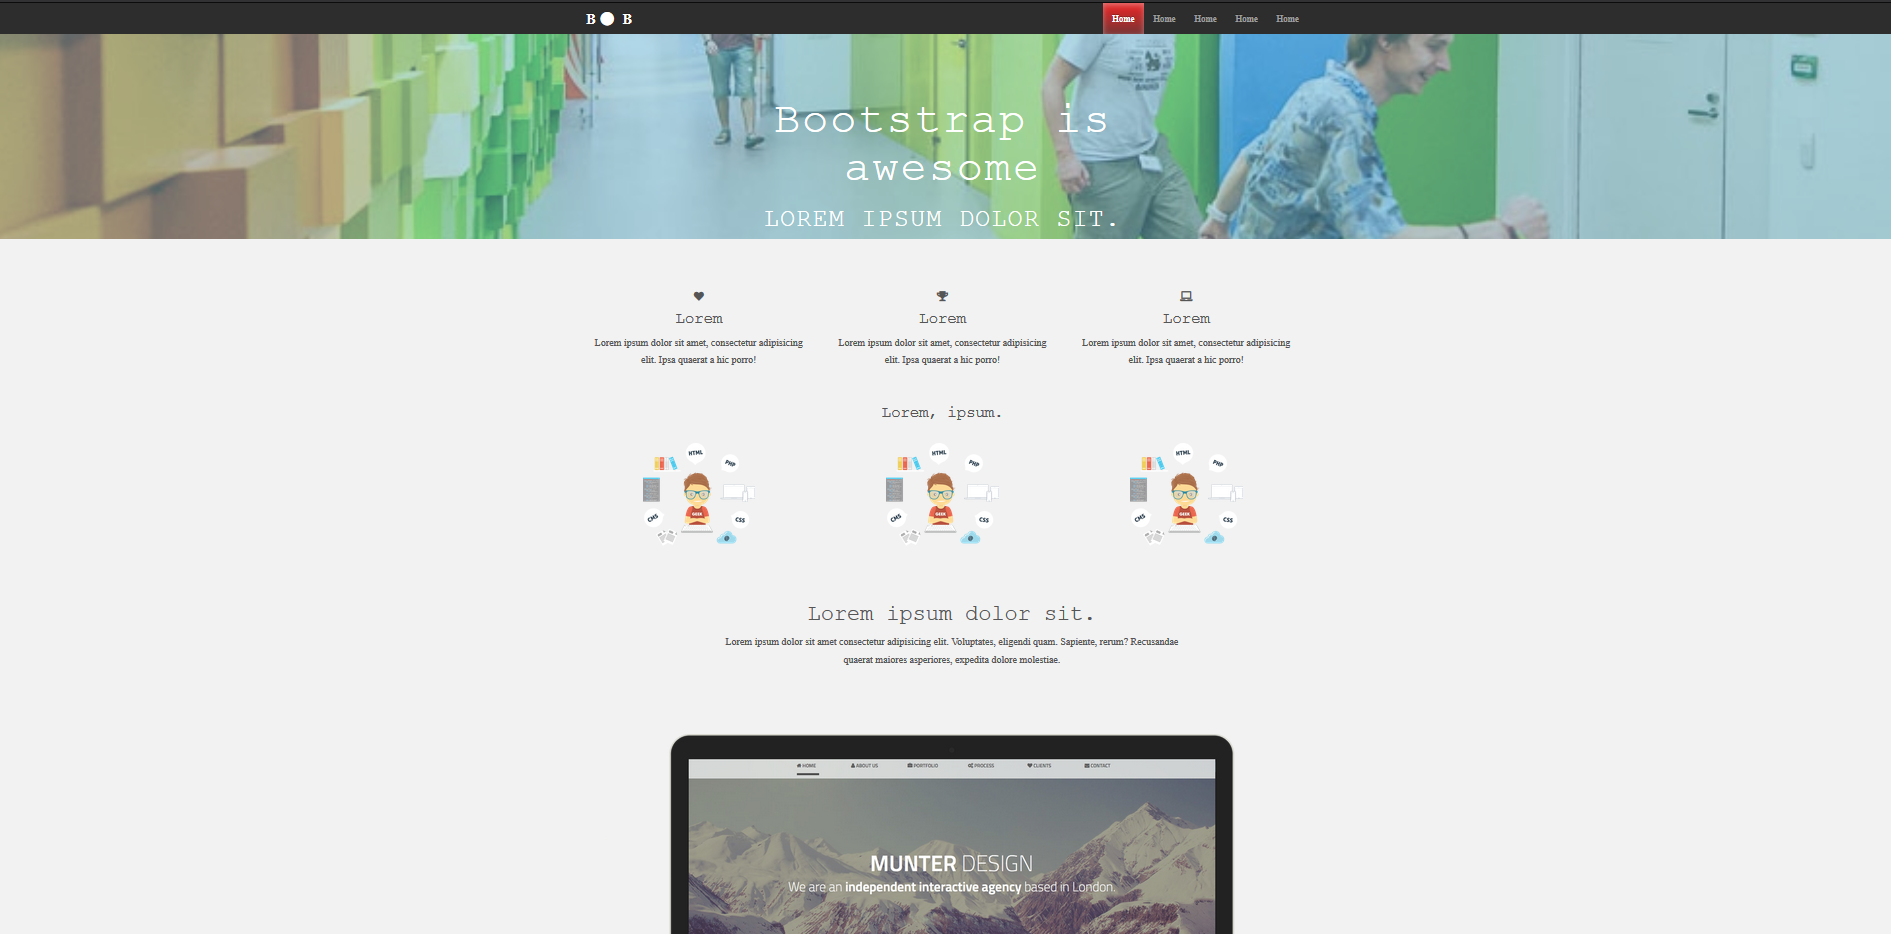 B B
Home Home Home Home Home
Bootstrap is
awesome
LOREM IPSUM DOLOR SIT.
Lorem Lorem Lorem
Lorem ipsum dolor sit amet, consectetur adipisicing Lorem ipsum dolor sit amet, consectetur adipisicing Lorem ipsum dolor sit amet, consectetur adipisicing
elit. Ipsa quaerat a hic porro! elit. Ipsa quaerat a hic porro! elit. Ipsa quaerat a hic porro!
Lorem, ipsum.
HTML PHP HTML PHP HTML PHP
GEEK GEEK GEEK
CMS CSS CMS CSS CMS CSS
Lorem ipsum dolor sit.
Lorem ipsum dolor sit amet consectetur adipisicing elit. Voluptates, eligendi quam. Sapiente, rerum? Recusandae
quaerat maiores asperiores, expedita dolore molestiae.
HOME ABOUT US PORTFOLIO PROCESS CLIENTS CONTACT
MUNTER DESIGN
We are an independent interactive agency based in London.